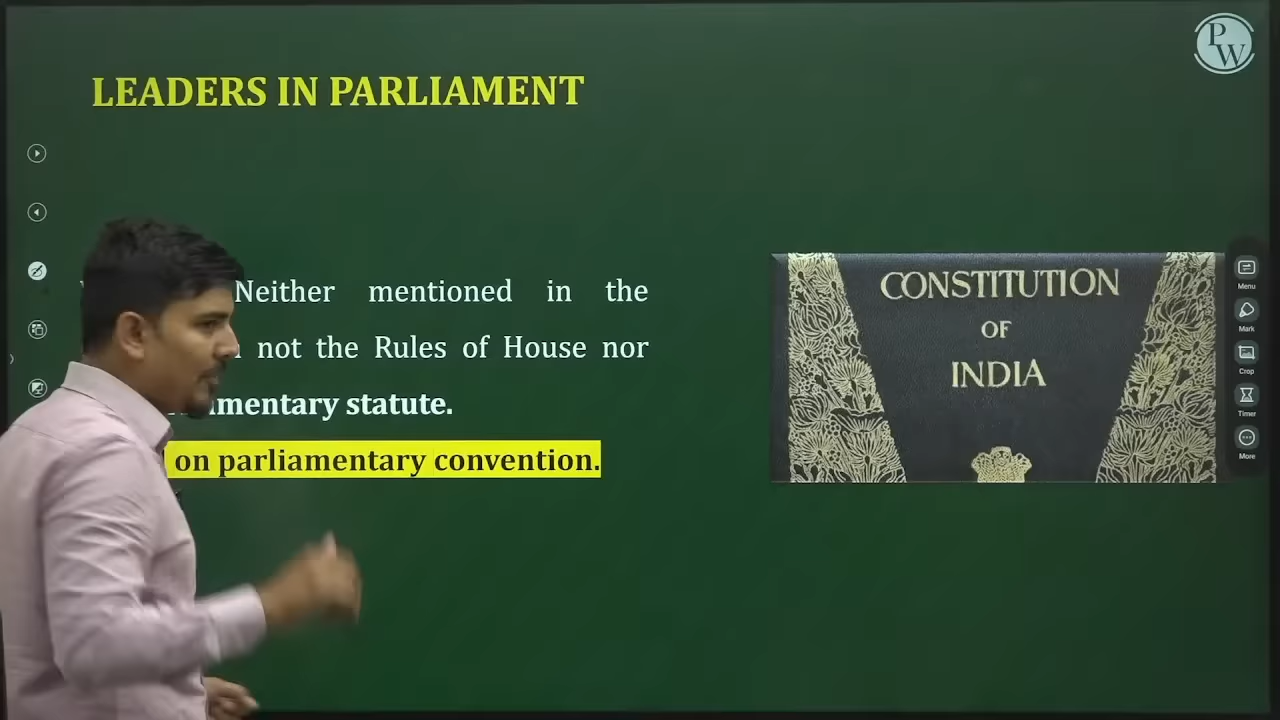 PW
LEADERS IN PARLIAMENT
Neither mentioned in the
not the Rules of House nor
statute.
on parliamentary convention.
CONSTITUTION
OF
INDIA
Menu
Mark
Crop
Timer
More